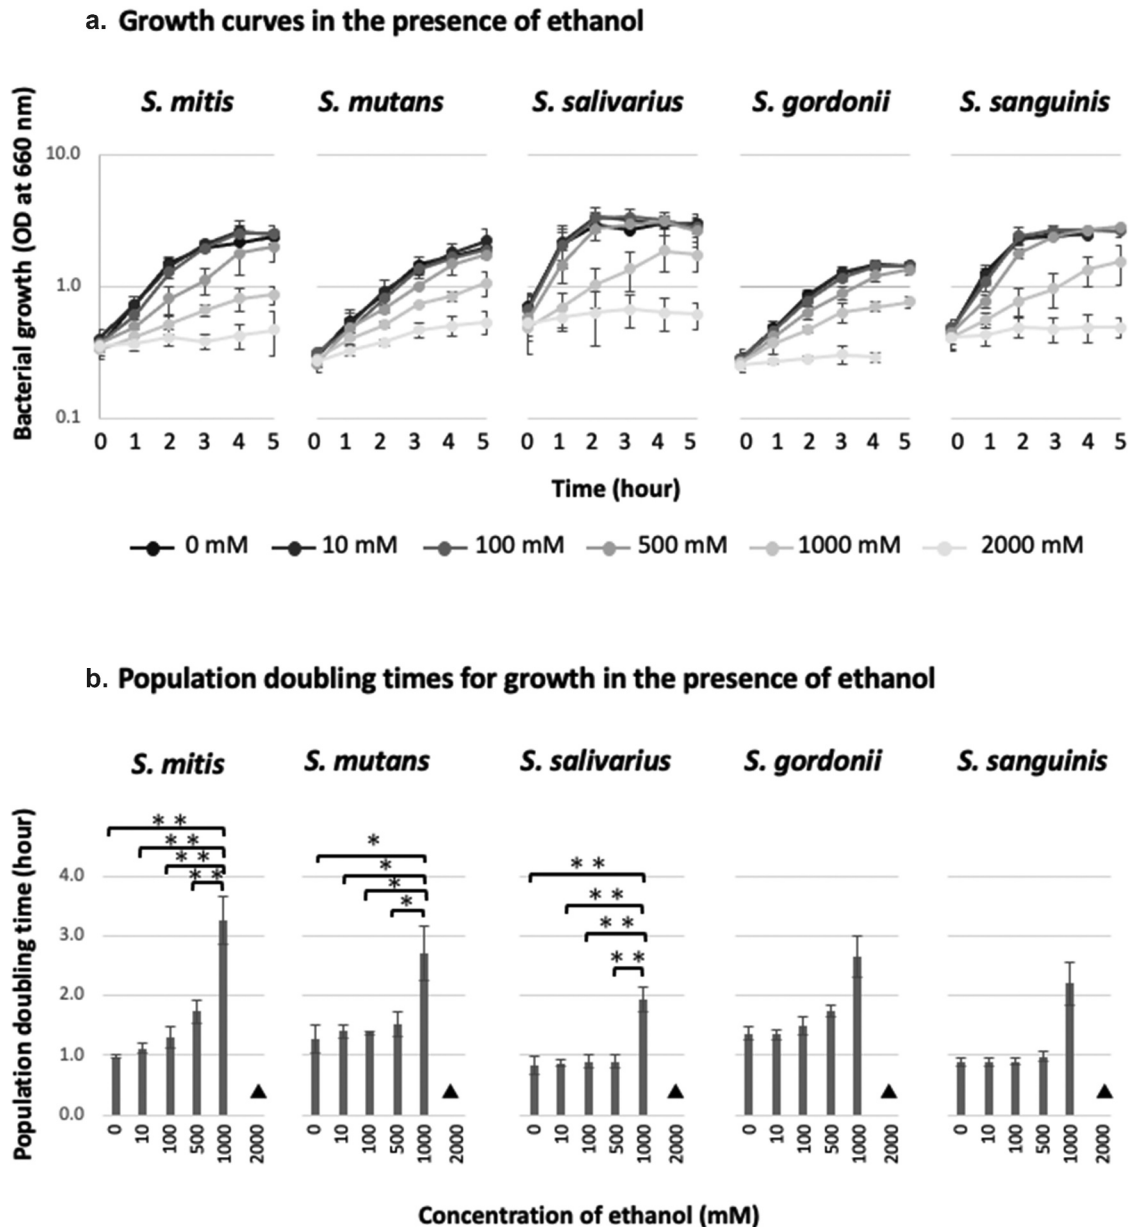 a. Growth curves in the presence of ethanol
S. mitis S. mutans S. salivarius S. gordonii S. sanguinis
Bacterial growth (OD at 660 nm)
10.0
1.0
0.1
0 1 2 3 4 5 0 1 2 3 4 5 0 1 2 3 4 5 0 1 2 3 4 5 0 1 2 3 4 5
Time (hour)
0 mM 10 mM 100 mM 500 mM 1000 mM 2000 mM
b. Population doubling times for growth in the presence of ethanol
S. mitis S. mutans S. salivarius S. gordonii S. sanguinis
Population doubling time (hour)
* *
* *
* *
* *
*
*
*
*
* *
* *
* *
* *
4.0
3.0
2.0
1.0
0.0
0 10 100 500 1000 2000 0 10 100 500 1000 2000 0 10 100 500 1000 2000 0 10 100 500 1000 2000 0 10 100 500 1000 2000
Concentration of ethanol (mM)